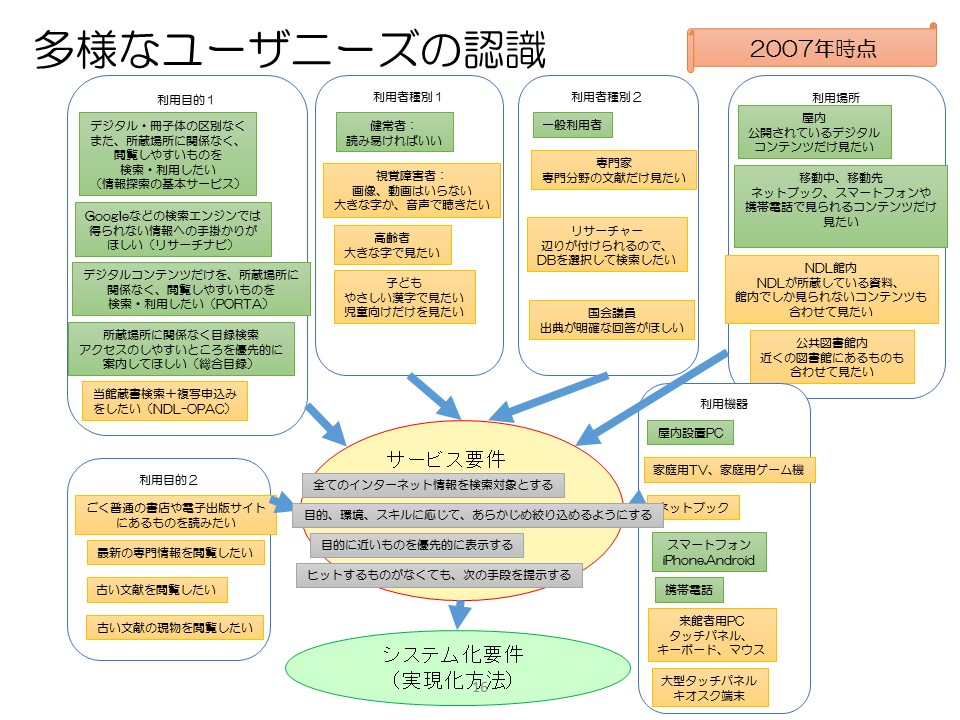 多様なユーザニーズの認識
2007年時点
利用目的1
デジタル・冊子体の区別なく
また、所蔵場所に関係なく、
閲覧しやすいものを
検索・利用したい
(情報探索の基本サービス)
Googleなどの検索エンジンでは
得られない情報への手掛かりが
ほしい(リサーチナビ)
デジタルコンテンツだけを、所蔵場所に
関係なく、閲覧しやすいものを
検索・利用したい(PORTA)
所蔵場所に関係なく目録検索
アクセスのしやすいところを優先的に
案内してほしい(総合目録)
当館蔵書検索+複写申込み
をしたい(NDL-OPAC)
利用者種別1
健常者:
読み易ければいい
視覚障害者:
画像、動画はいらない
大きな字か、音声で聴きたい
高齢者
大きな字で見たい
子ども
やさしい漢字で見たい
児童向けだけを見たい
利用者種別2
一般利用者
専門家
専門分野の文献だけ見たい
リサーチャー
辺りが付けられるので、
DBを選択して検索したい
国会議員
出典が明確な回答がほしい
利用場所
屋内
公開されているデジタル
コンテンツだけ見たい
移動中、移動先
ネットブック、スマートフォンや
携帯電話で見られるコンテンツだけ
見たい
NDL館内
NDLが所蔵している資料、
館内でしか見られないコンテンツも
合わせて見たい
公共図書館内
近くの図書館にあるものも
合わせて見たい
利用目的2
ごく普通の書店や電子出版サイト
にあるものを読みたい
最新の専門情報を閲覧したい
古い文献を閲覧したい
古い文献の現物を閲覧したい
サービス要件
全てのインターネット情報を検索対象とする
目的、環境、スキルに応じて、あらかじめ絞り込めるようにする
目的に近いものを優先的に表示する
ヒットするものがなくても、次の手段を提示する
システム化要件
(実現化方法)
16
利用機器
屋内設置PC
家庭用TV、家庭用ゲーム機
ネットブック
スマートフォン
iPhone,Android
携帯電話
来館者用PC
タッチパネル、
キーボード、マウス
大型タッチパネル
キオスク端末